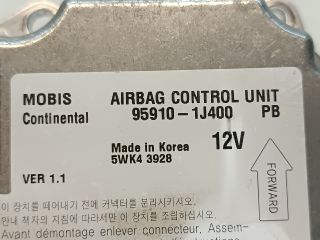 MOBIS AIRBAG CONTROL UNIT
Continental 95910-1J400 PB
Made in Korea 12V
5WK4 3928
VER 1.1
FORWARD
이 장치를 떼어내기 전에 커넥터를 분리하시오.
안내 책자의 지침에 따라서만 이 장치를 조립하십시오.
Avant démontage enlever connecteur. Assem-